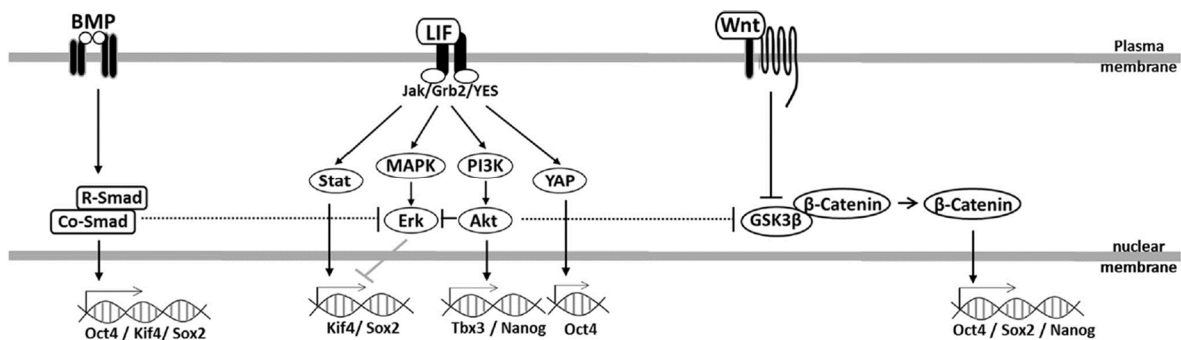 BMP
LIF
Wnt
Plasma
membrane
Jak/Grb2/YES
Stat
MAPK
PI3K
YAP
R-Smad
Co-Smad
Erk
Akt
GSK3β
β-Catenin
β-Catenin
nuclear
membrane
Oct4 / Kif4/ Sox2
Kif4/ Sox2
Tbx3 / Nanog
Oct4
Oct4 / Sox2 / Nanog